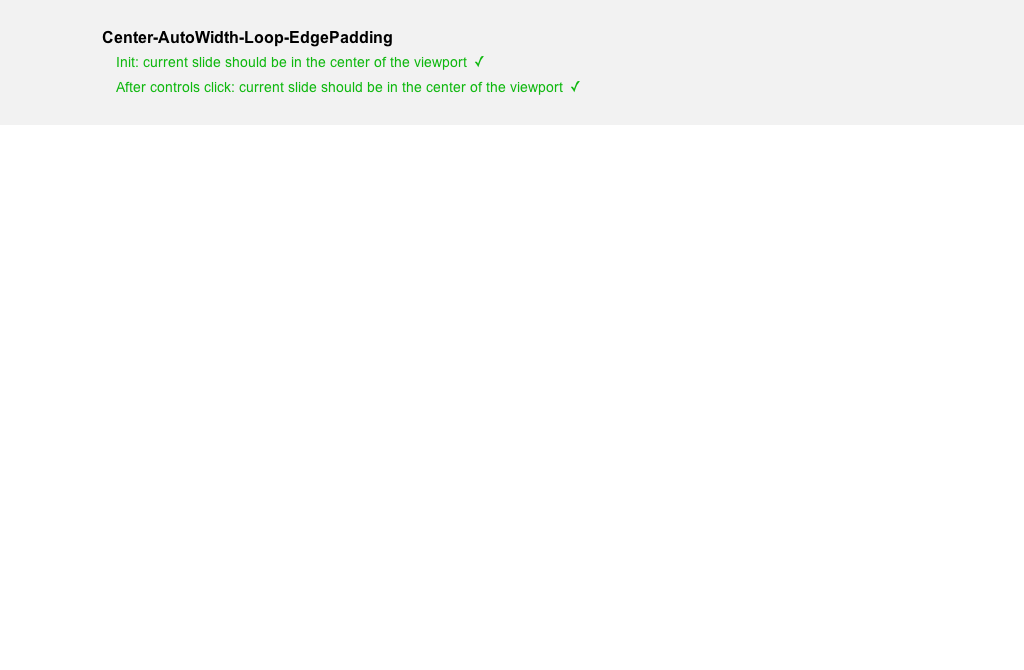 Center-AutoWidth-Loop-EdgePadding
Init: current slide should be in the center of the viewport ✓
After controls click: current slide should be in the center of the viewport ✓